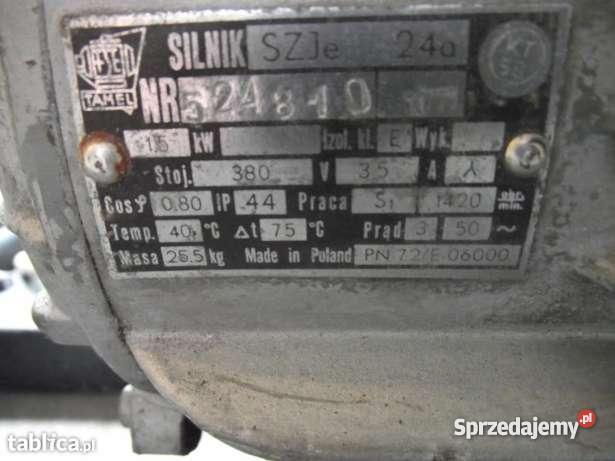 TAMEL
SILNIK SZJe 24a
NR 524810
1,5 kW Izol. kl. E Wyk.
Stoj. 380 V 3,5 A
Cos φ 0.80 IP 44 Praca S1 1420 obr. min.
Temp. 40 °C Δt 75 °C Prąd 3 50 ~
Masa 26.5 kg Made in Poland PN 72/E-06000
tablica.pl
Sprzedajemy.pl